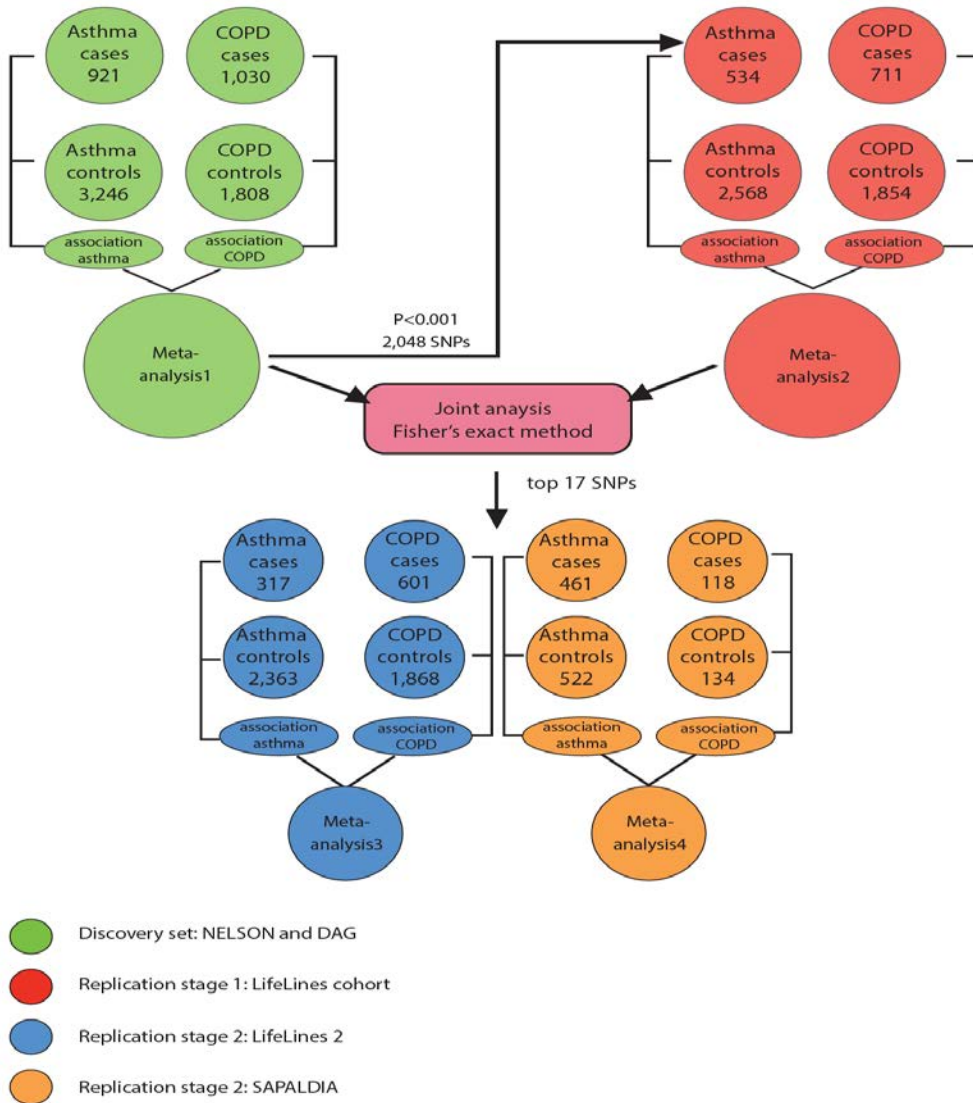 Asthma
cases
921
COPD
cases
1,030
Asthma
controls
3,246
COPD
controls
1,808
association
asthma
association
COPD
Meta-
analysis1
P<0.001
2,048 SNPs
Asthma
cases
534
COPD
cases
711
Asthma
controls
2,568
COPD
controls
1,854
association
asthma
association
COPD
Meta-
analysis2
Joint anaysis
Fisher's exact method
top 17 SNPs
Asthma
cases
317
COPD
cases
601
Asthma
controls
2,363
COPD
controls
1,868
association
asthma
association
COPD
Meta-
analysis3
Asthma
cases
461
COPD
cases
118
Asthma
controls
522
COPD
controls
134
association
asthma
association
COPD
Meta-
analysis4
Discovery set: NELSON and DAG
Replication stage 1: LifeLines cohort
Replication stage 2: LifeLines 2
Replication stage 2: SAPALDIA